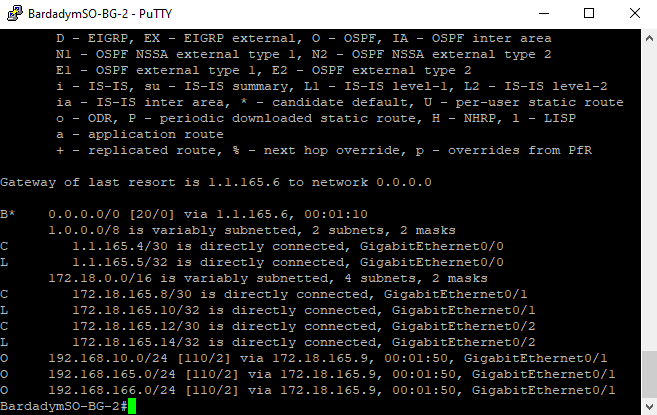 BardadymSO-BG-2 - PuTTY
D - EIGRP, EX - EIGRP external, O - OSPF, IA - OSPF inter area
N1 - OSPF NSSA external type 1, N2 - OSPF NSSA external type 2
E1 - OSPF external type 1, E2 - OSPF external type 2
i - IS-IS, su - IS-IS summary, L1 - IS-IS level-1, L2 - IS-IS level-2
ia - IS-IS inter area, * - candidate default, U - per-user static route
o - ODR, P - periodic downloaded static route, H - NHRP, l - LISP
a - application route
+ - replicated route, % - next hop override, p - overrides from PfR
Gateway of last resort is 1.1.165.6 to network 0.0.0.0
B*    0.0.0.0/0 [20/0] via 1.1.165.6, 00:01:10
1.0.0.0/8 is variably subnetted, 2 subnets, 2 masks
C        1.1.165.4/30 is directly connected, GigabitEthernet0/0
L        1.1.165.5/32 is directly connected, GigabitEthernet0/0
172.18.0.0/16 is variably subnetted, 4 subnets, 2 masks
C        172.18.165.8/30 is directly connected, GigabitEthernet0/1
L        172.18.165.10/32 is directly connected, GigabitEthernet0/1
C        172.18.165.12/30 is directly connected, GigabitEthernet0/2
L        172.18.165.14/32 is directly connected, GigabitEthernet0/2
O     192.168.10.0/24 [110/2] via 172.18.165.9, 00:01:50, GigabitEthernet0/1
O     192.168.165.0/24 [110/2] via 172.18.165.9, 00:01:50, GigabitEthernet0/1
O     192.168.166.0/24 [110/2] via 172.18.165.9, 00:01:50, GigabitEthernet0/1
BardadymSO-BG-2#